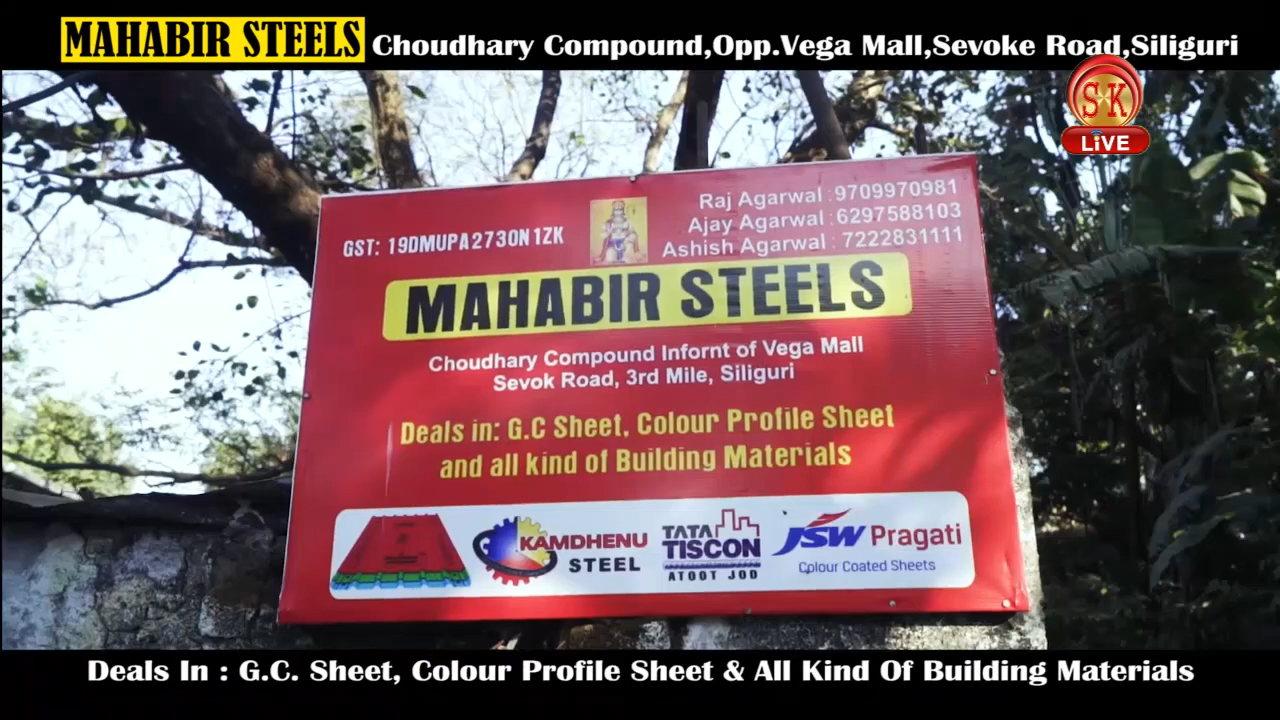 MAHABIR STEELS Choudhary Compound,Opp.Vega Mall,Sevoke Road,Siliguri
SK
LIVE
Raj Agarwal : 9709970981
Ajay Agarwal : 6297588103
Ashish Agarwal : 7222831111
GST: 19DMUPA2730N1ZK
MAHABIR STEELS
Choudhary Compound Infornt of Vega Mall
Sevok Road, 3rd Mile, Siliguri
Deals in: G.C Sheet, Colour Profile Sheet
and all kind of Building Materials
KAMDHENU
STEEL
TATA
TISCON
ATOOT JOD
JSW Pragati
Colour Coated Sheets
Deals In : G.C. Sheet, Colour Profile Sheet & All Kind Of Building Materials